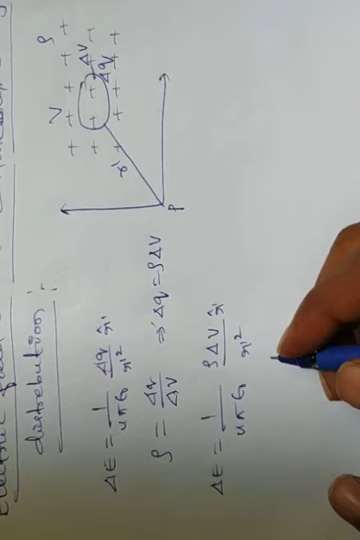 Electric field
distribution :
V + + + + ρ +
+ + + + ΔV +
+ + + Δq + +
r'
P
ΔE = 1/4πε₀ Δq/r'² r̂'
ρ = Δq/ΔV ⇒ Δq = ρΔV
ΔE = 1/4πε₀ ρΔV/r'² r̂'